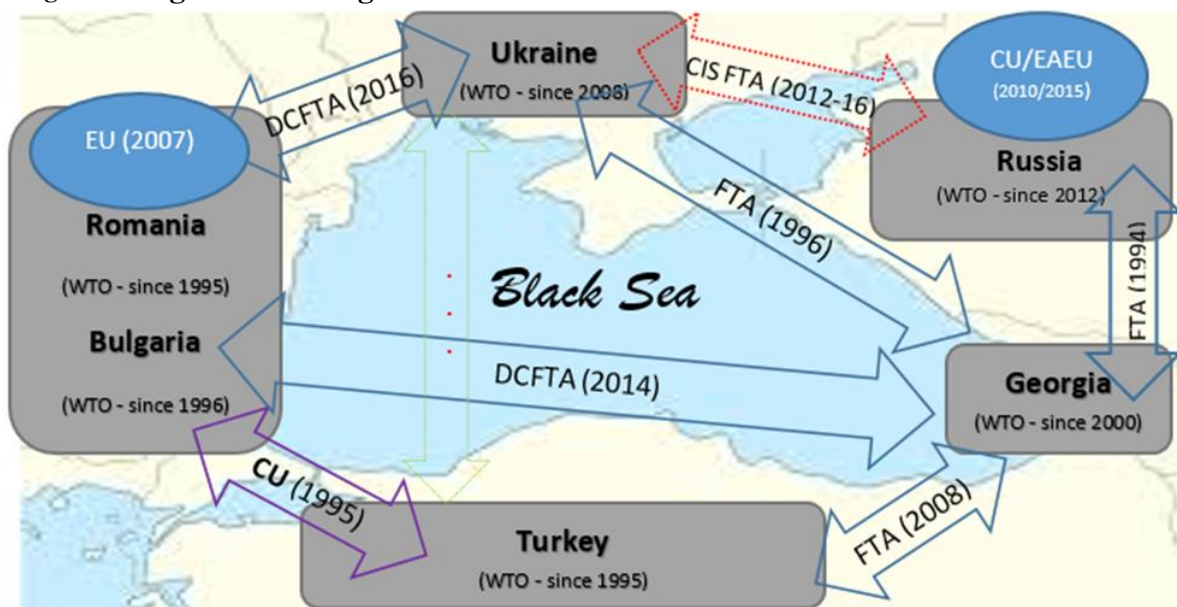 Ukraine
(WTO - since 2008)
CU/EAEU
(2010/2015)
DCFTA (2016)
CIS FTA (2012-16)
EU (2007)
Russia
(WTO - since 2012)
Romania
(WTO - since 1995)
FTA (1996)
FTA (1994)
Black Sea
Bulgaria
(WTO - since 1996)
DCFTA (2014)
Georgia
(WTO - since 2000)
CU (1995)
FTA (2008)
Turkey
(WTO - since 1995)